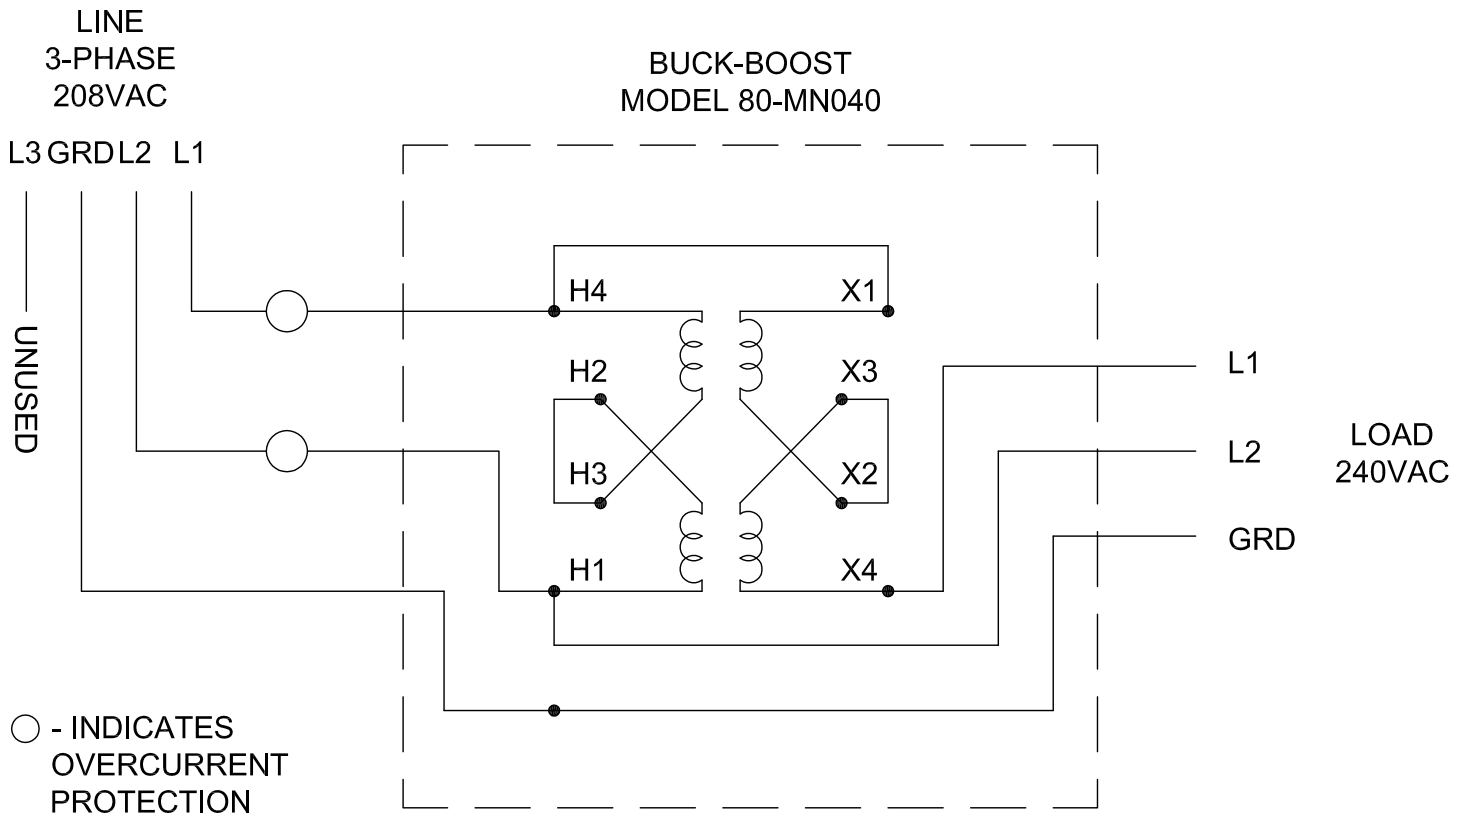 LINE
3-PHASE
208VAC
BUCK-BOOST
MODEL 80-MN040
L3 GRD L2 L1
H4 X1
L1
H2 X3
UNUSED
L2
LOAD
240VAC
H3 X2
GRD
H1 X4
- INDICATES
OVERCURRENT
PROTECTION